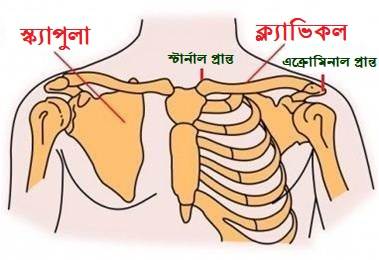 স্ক্যাপুলা
স্টার্নাল প্রান্ত
ক্ল্যাভিকল
এক্রোমিনাল প্রান্ত